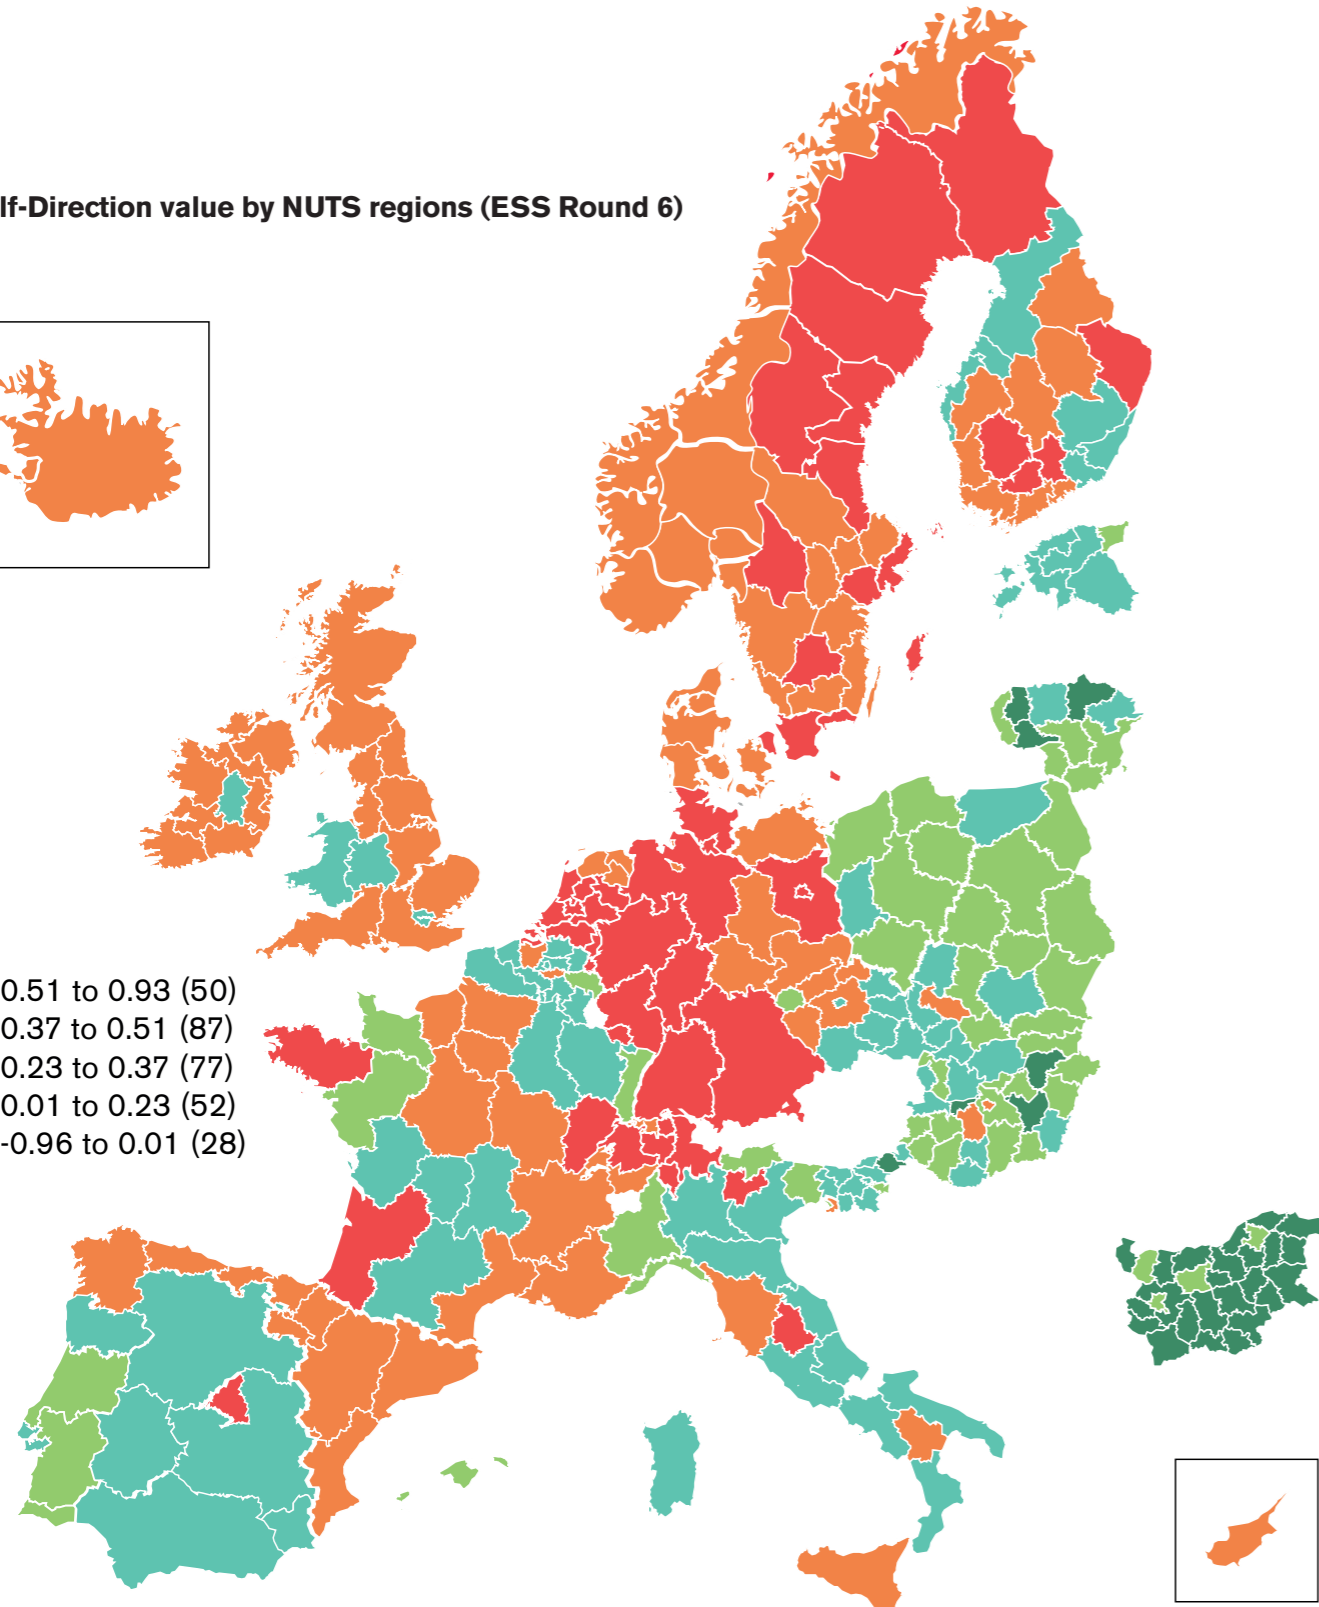 lf-Direction value by NUTS regions (ESS Round 6)
0.51 to 0.93 (50)
0.37 to 0.51 (87)
0.23 to 0.37 (77)
0.01 to 0.23 (52)
-0.96 to 0.01 (28)